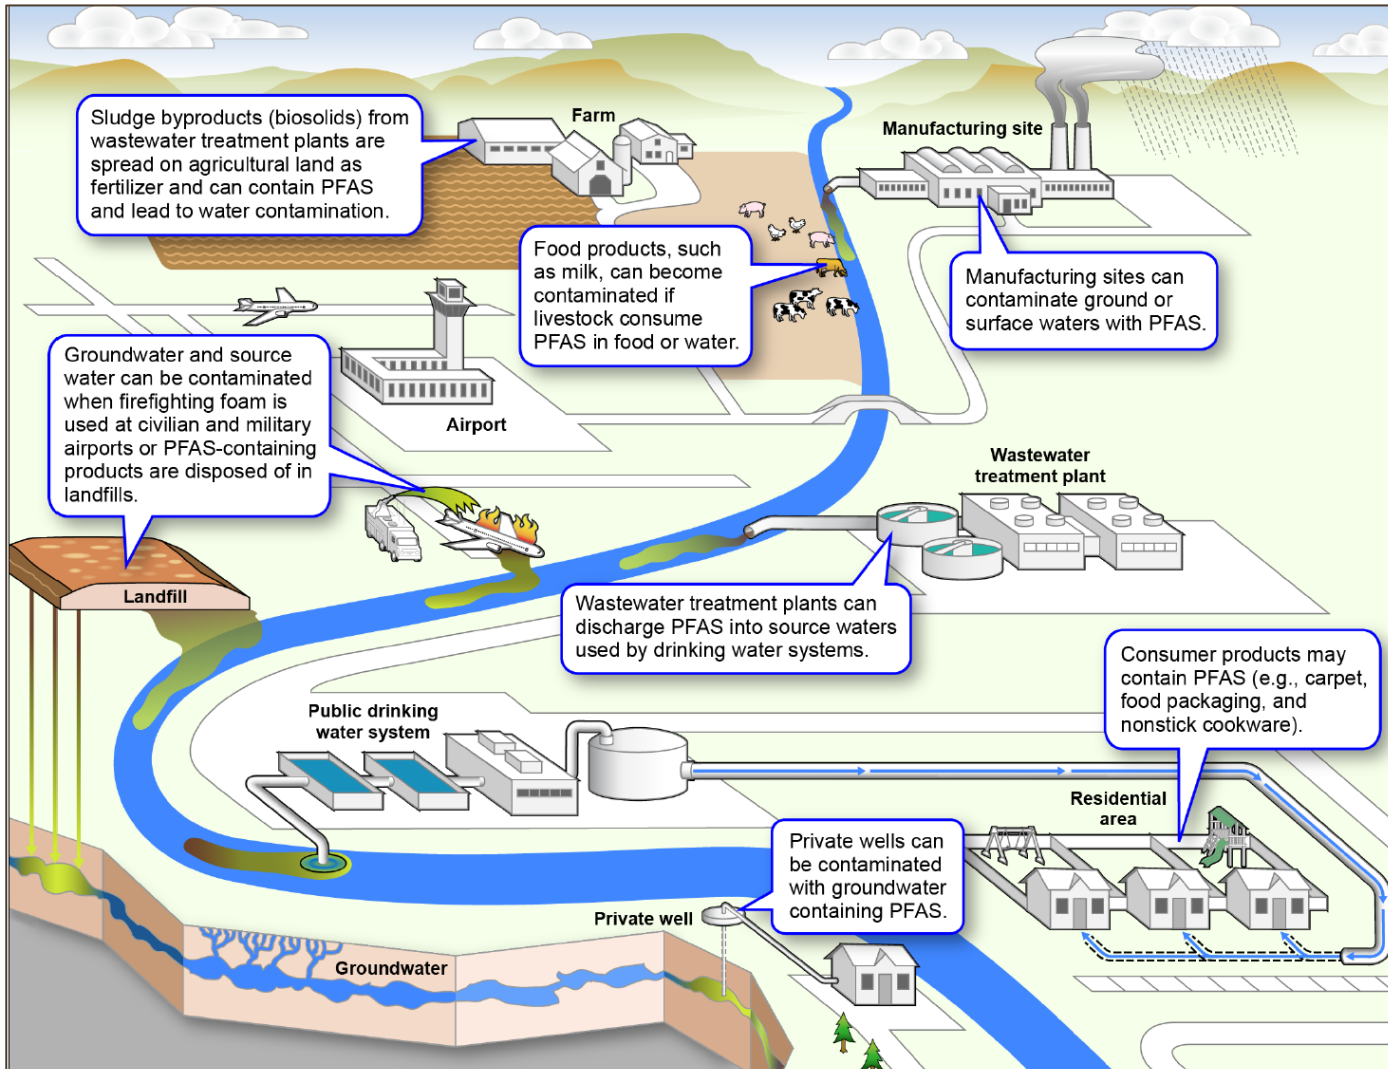 Sludge byproducts (biosolids) from
wastewater treatment plants are
spread on agricultural land as
fertilizer and can contain PFAS
and lead to water contamination.
Farm
Manufacturing site
Food products, such
as milk, can become
contaminated if
livestock consume
PFAS in food or water.
Manufacturing sites can
contaminate ground or
surface waters with PFAS.
Groundwater and source
water can be contaminated
when firefighting foam is
used at civilian and military
airports or PFAS-containing
products are disposed of in
landfills.
Airport
Wastewater
treatment plant
Landfill
Wastewater treatment plants can
discharge PFAS into source waters
used by drinking water systems.
Consumer products may
contain PFAS (e.g., carpet,
food packaging, and
nonstick cookware).
Public drinking
water system
Residential
area
Private wells can
be contaminated
with groundwater
containing PFAS.
Private well
Groundwater